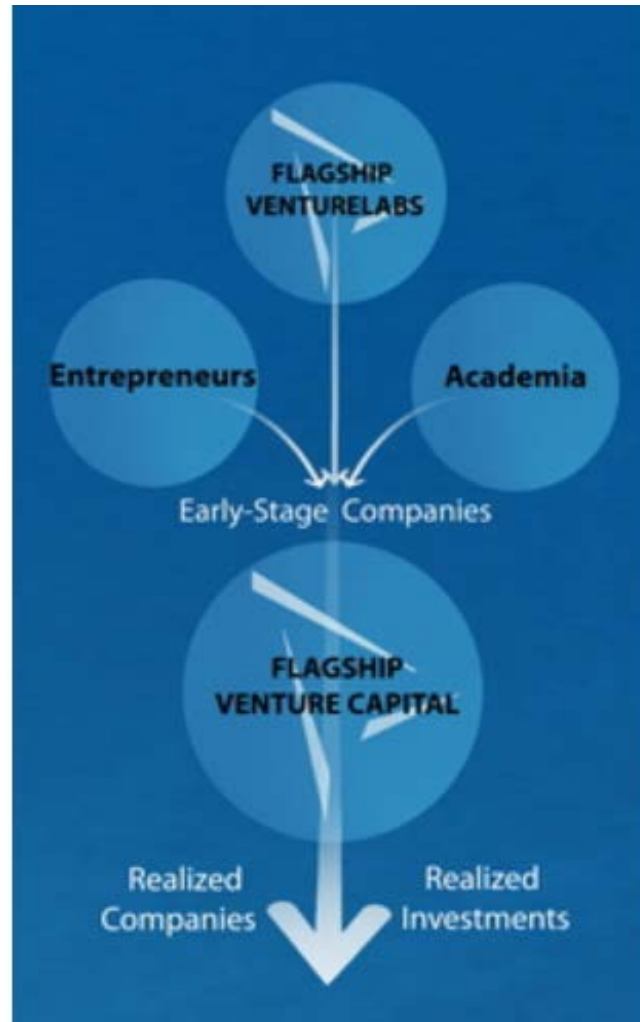 FLAGSHIP
VENTURELABS
Entrepreneurs
Academia
Early-Stage Companies
FLAGSHIP
VENTURE CAPITAL
Realized
Companies
Realized
Investments